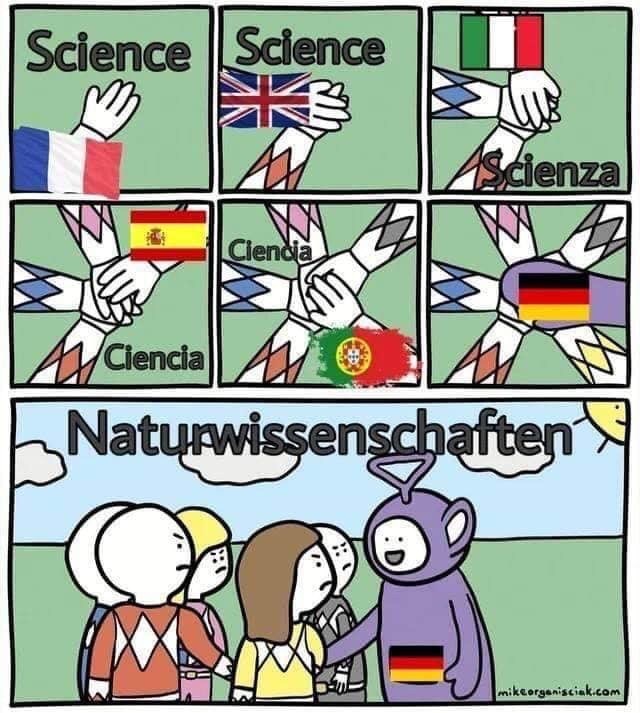 Science
Science
Scienza
Ciencia
Ciencia
Naturwissenschaften
mikeorganisciak.com